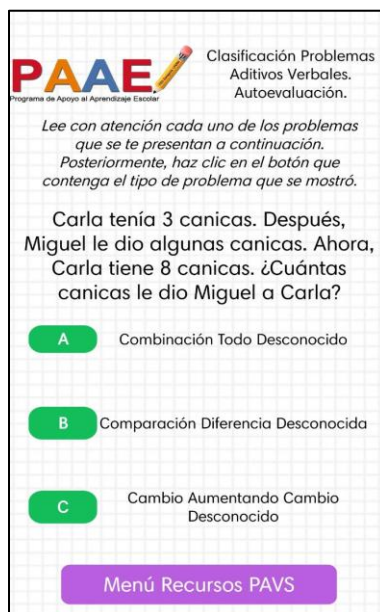 PAAE
Programa de Apoyo al Aprendizaje Escolar
Clasificación Problemas
Aditivos Verbales.
Autoevaluación.
Lee con atención cada uno de los problemas
que se te presentan a continuación.
Posteriormente, haz clic en el botón que
contenga el tipo de problema que se mostró.
Carla tenía 3 canicas. Después,
Miguel le dio algunas canicas. Ahora,
Carla tiene 8 canicas. ¿Cuántas
canicas le dio Miguel a Carla?
A Combinación Todo Desconocido
B Comparación Diferencia Desconocida
C Cambio Aumentando Cambio
Desconocido
Menú Recursos PAVS